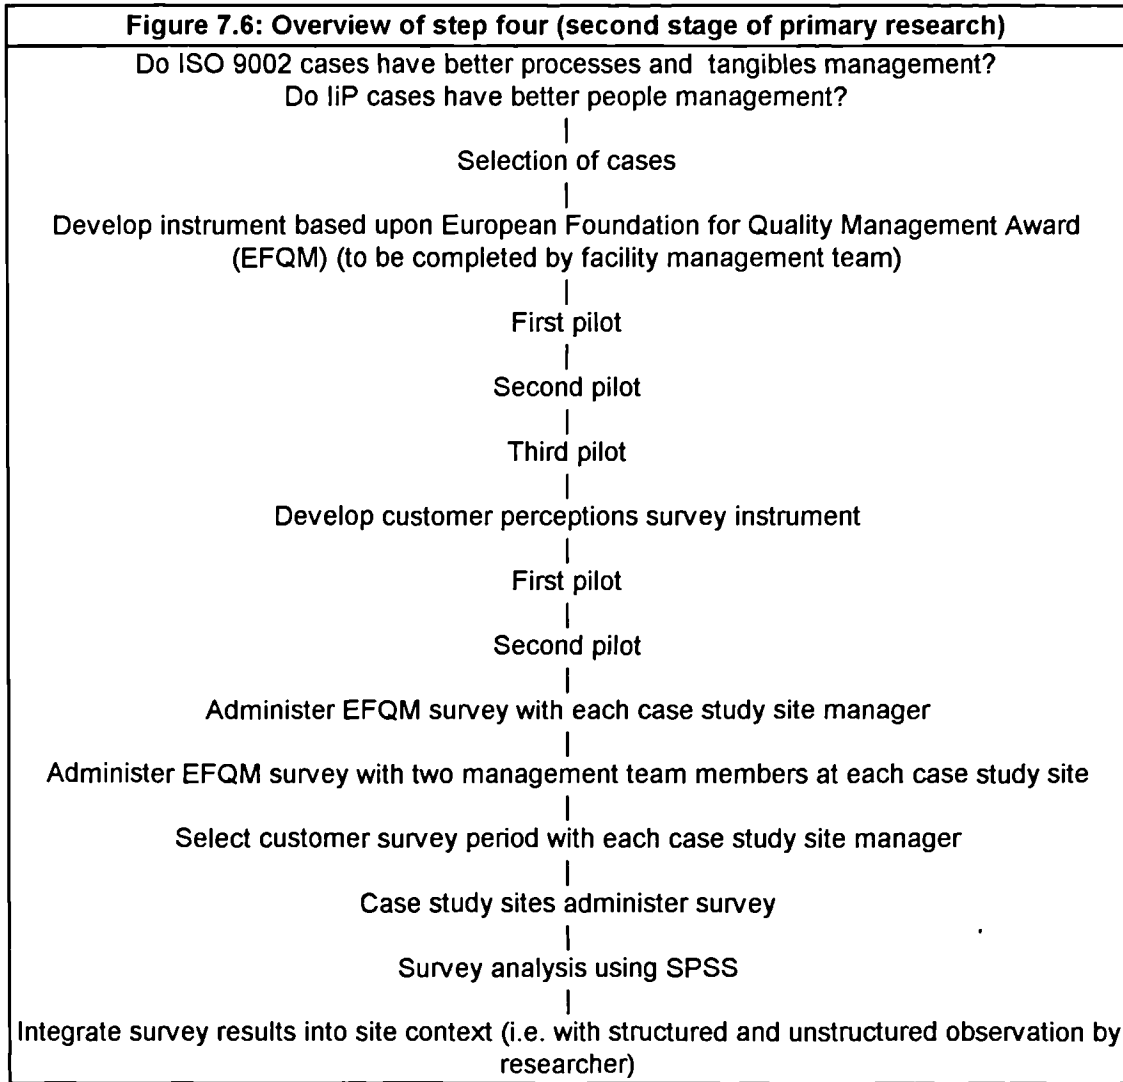 Figure 7.6: Overview of step four (second stage of primary research)
Do ISO 9002 cases have better processes and tangibles management?
Do IiP cases have better people management?
Selection of cases
Develop instrument based upon European Foundation for Quality Management Award
(EFQM) (to be completed by facility management team)
First pilot
Second pilot
Third pilot
Develop customer perceptions survey instrument
First pilot
Second pilot
Administer EFQM survey with each case study site manager
Administer EFQM survey with two management team members at each case study site
Select customer survey period with each case study site manager
Case study sites administer survey
Survey analysis using SPSS
Integrate survey results into site context (i.e. with structured and unstructured observation by
researcher)